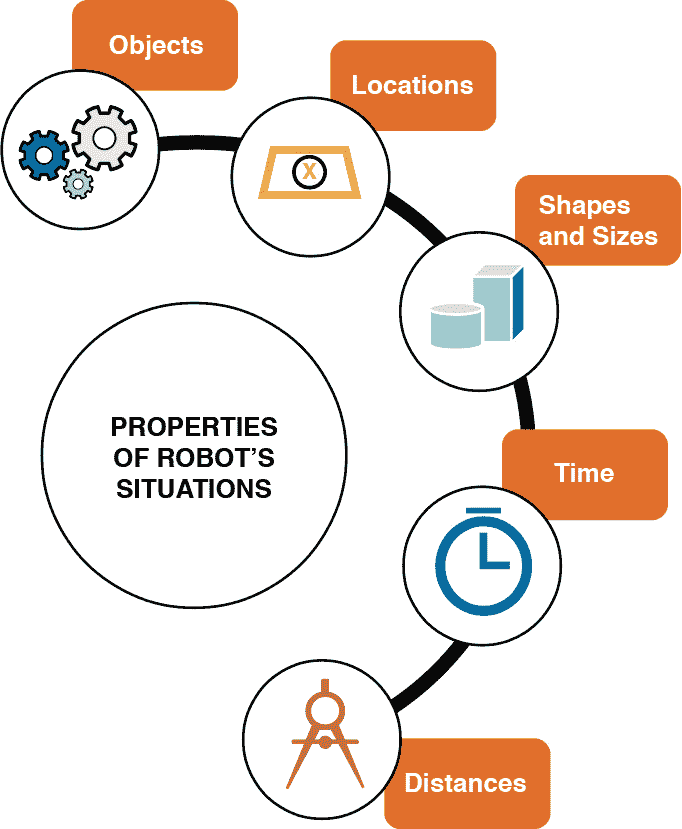 Objects
Locations
X
Shapes
and Sizes
PROPERTIES
OF ROBOT'S
SITUATIONS
Time
Distances